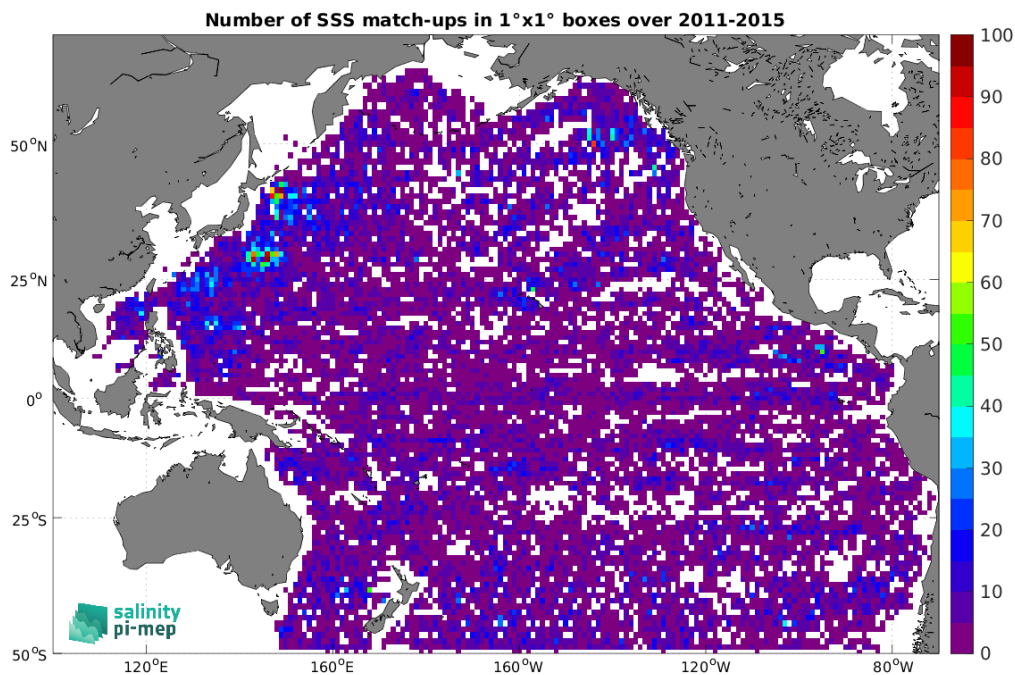 Number of SSS match-ups in 1°x1° boxes over 2011-2015
100
90
80
70
60
50
40
30
20
10
0
50°N
25°N
0°
25°S
50°S
120°E
160°E
160°W
120°W
80°W
salinity
pi-mep